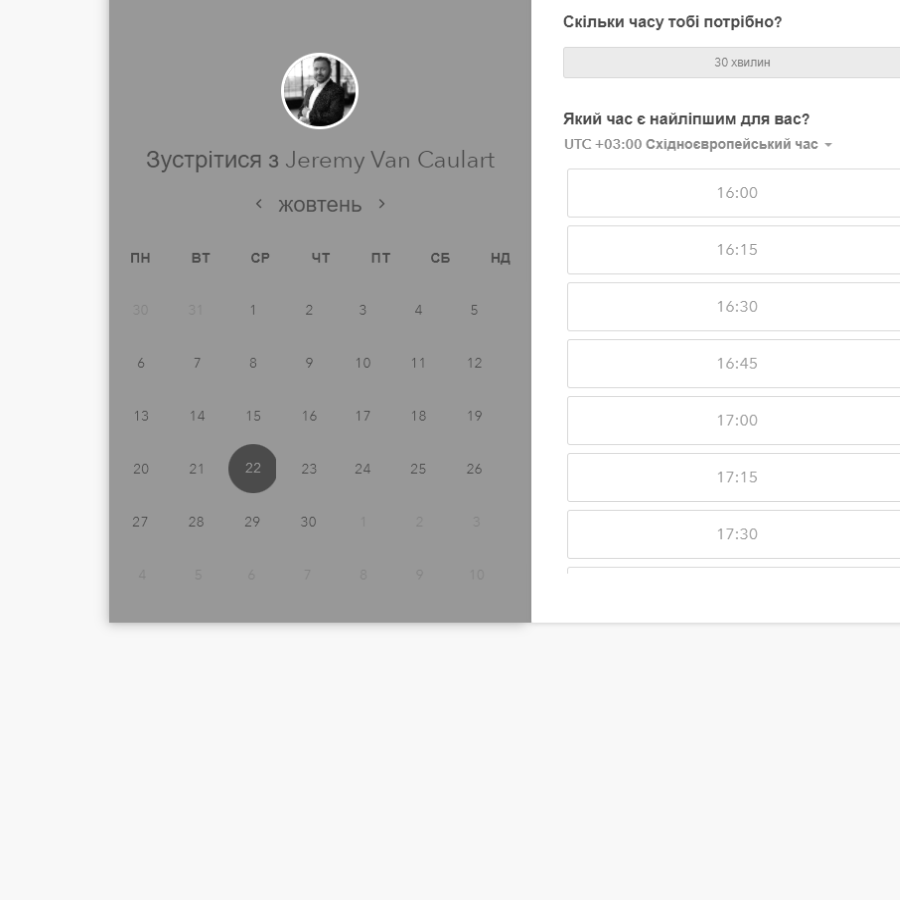 Зустрітися з Jeremy Van Caulart
жовтень
ПН ВТ СР ЧТ ПТ СБ НД
30 31 1 2 3 4 5
6 7 8 9 10 11 12
13 14 15 16 17 18 19
20 21 22 23 24 25 26
27 28 29 30 1 2 3
4 5 6 7 8 9 10
Скільки часу тобі потрібно?
30 хвилин
Який час є найліпшим для вас?
UTC +03:00 Східноєвропейський час
16:00
16:15
16:30
16:45
17:00
17:15
17:30